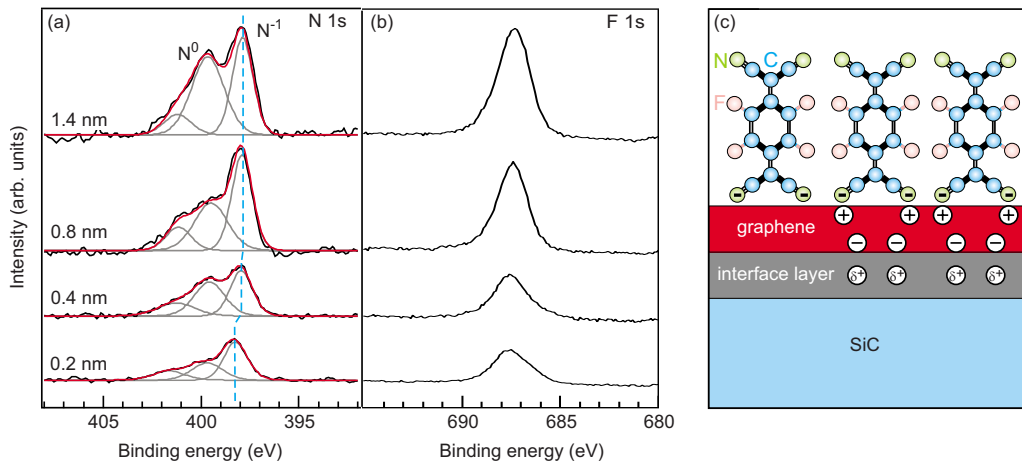 (a)
N 1s
N⁰
N⁻¹
1.4 nm
0.8 nm
0.4 nm
0.2 nm
Intensity (arb. units)
405
400
395
Binding energy (eV)
(b)
F 1s
690
685
680
Binding energy (eV)
(c)
N
C
F
- - - - - -
+ + + +
graphene
- - - -
interface layer
δ⁺ δ⁺ δ⁺ δ⁺
SiC